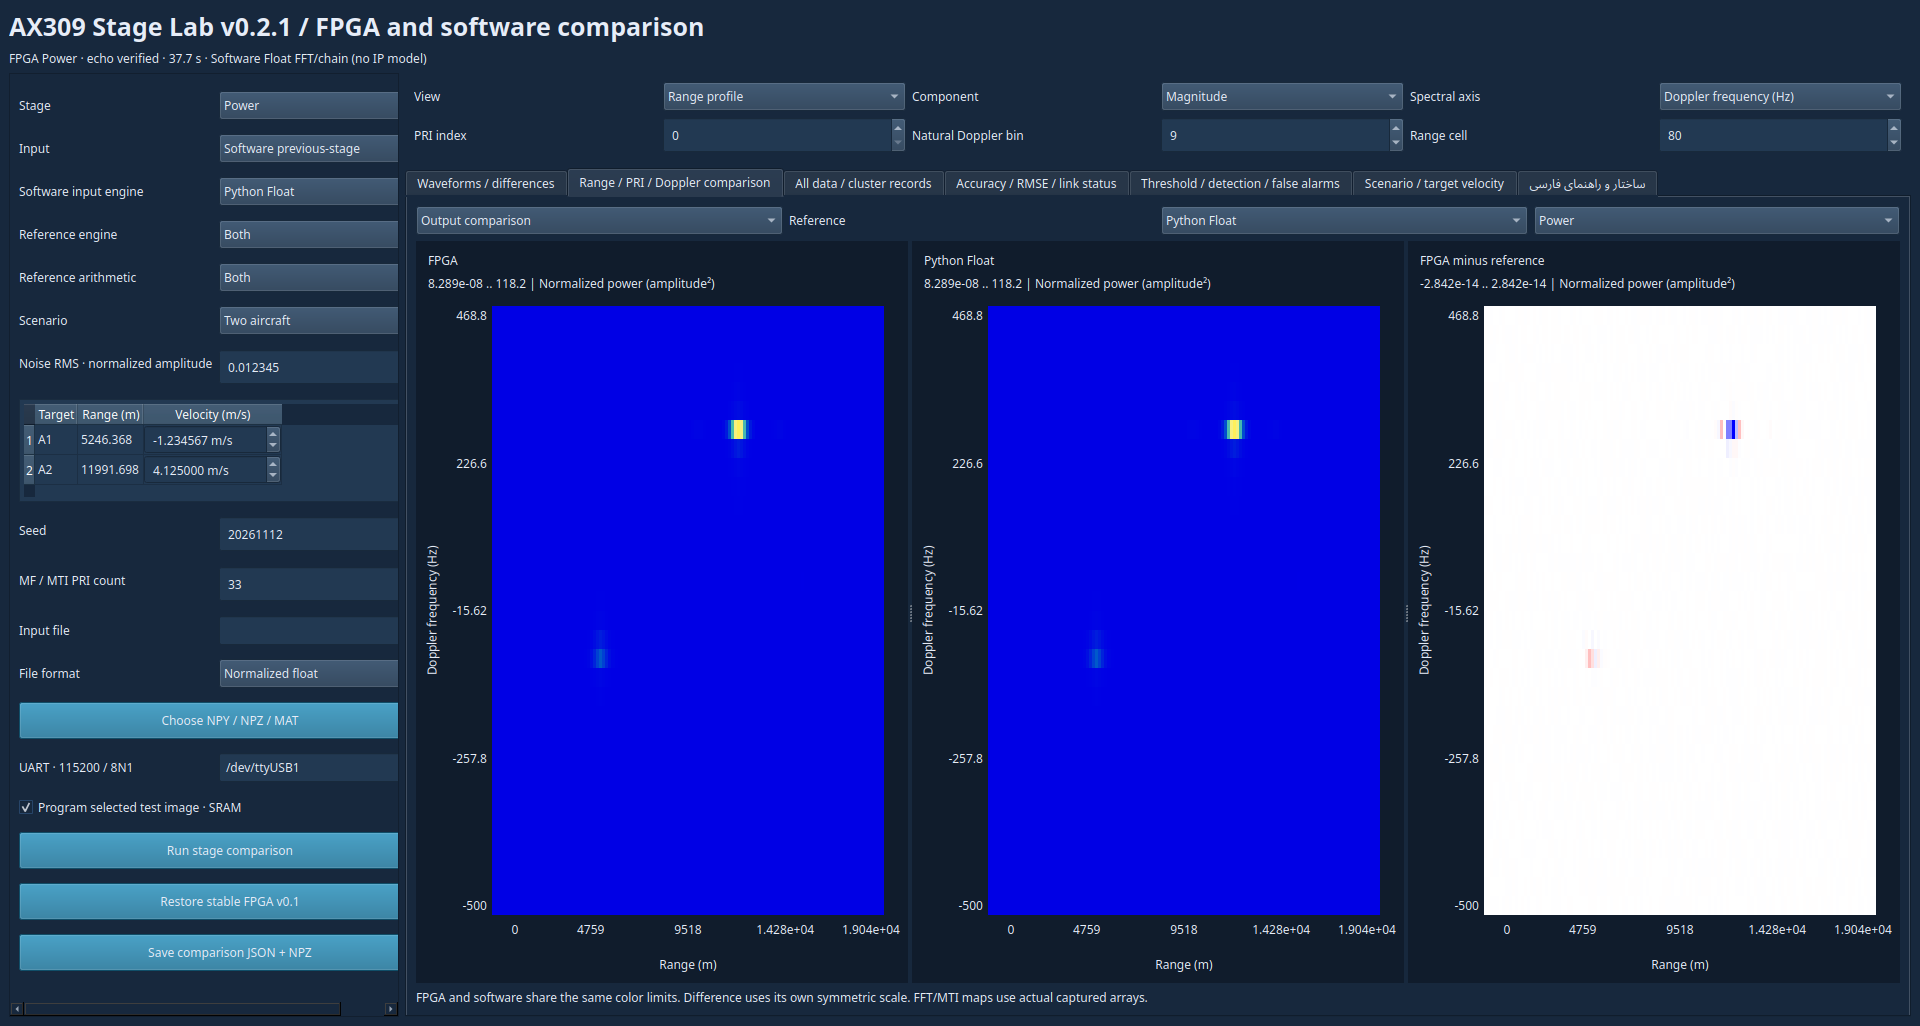 AX309 Stage Lab v0.2.1 / FPGA and software comparison
FPGA Power · echo verified · 37.7 s · Software Float FFT/chain (no IP model)
Stage Power
Input Software previous-stage
Software input engine Python Float
Reference engine Both
Reference arithmetic Both
Scenario Two aircraft
Noise RMS · normalized amplitude 0.012345
Target Range (m) Velocity (m/s)
1 A1 5246.368 -1.234567 m/s
2 A2 11991.698 4.125000 m/s
Seed 20261112
MF / MTI PRI count 33
Input file
File format Normalized float
Choose NPY / NPZ / MAT
UART · 115200 / 8N1 /dev/ttyUSB1
Program selected test image · SRAM
Run stage comparison
Restore stable FPGA v0.1
Save comparison JSON + NPZ
View Range profile Component Magnitude Spectral axis Doppler frequency (Hz)
PRI index 0 Natural Doppler bin 9 Range cell 80
Waveforms / differences Range / PRI / Doppler comparison All data / cluster records Accuracy / RMSE / link status Threshold / detection / false alarms Scenario / target velocity ساختار و راهنمای فارسی
Output comparison Reference Python Float Power
FPGA
8.289e-08 .. 118.2 | Normalized power (amplitude²)
468.8
226.6
-15.62
-257.8
-500
Doppler frequency (Hz)
0 4759 9518 1.428e+04 1.904e+04
Range (m)
Python Float
8.289e-08 .. 118.2 | Normalized power (amplitude²)
468.8
226.6
-15.62
-257.8
-500
Doppler frequency (Hz)
0 4759 9518 1.428e+04 1.904e+04
Range (m)
FPGA minus reference
-2.842e-14 .. 2.842e-14 | Normalized power (amplitude²)
468.8
226.6
-15.62
-257.8
-500
Doppler frequency (Hz)
0 4759 9518 1.428e+04 1.904e+04
Range (m)
FPGA and software share the same color limits. Difference uses its own symmetric scale. FFT/MTI maps use actual captured arrays.